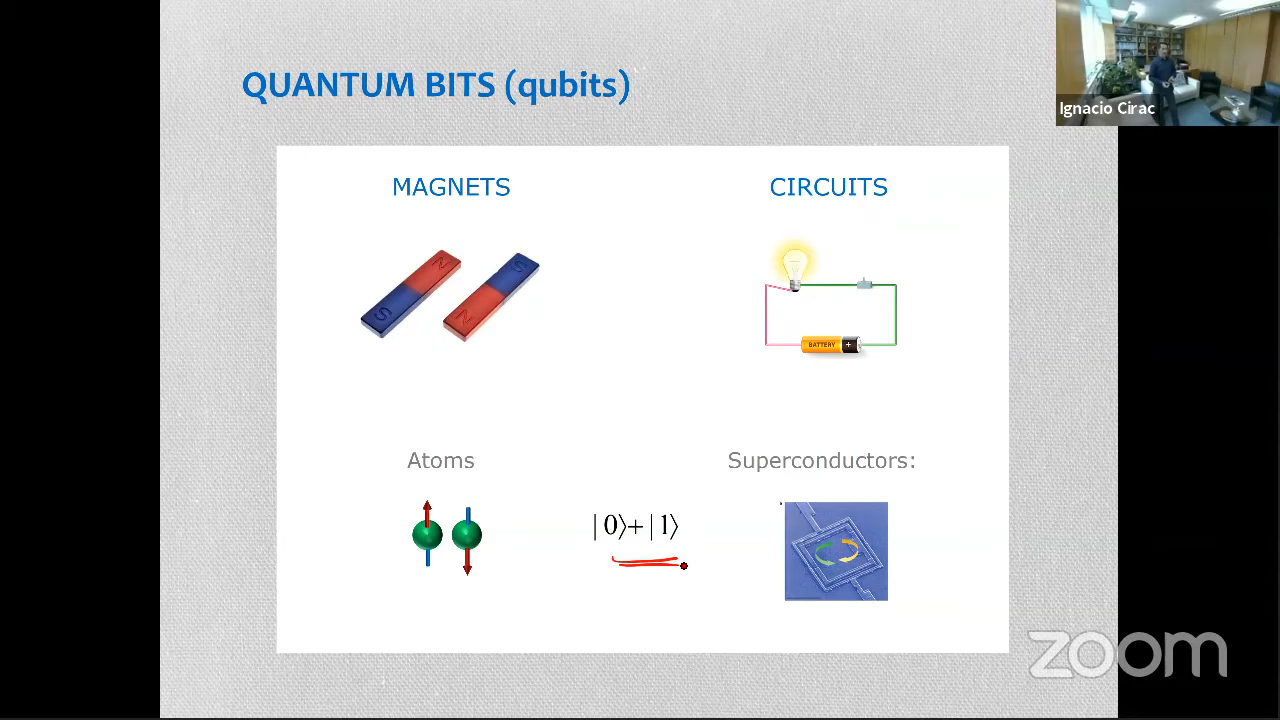 QUANTUM BITS (qubits)
Ignacio Cirac
MAGNETS
CIRCUITS
N
S
S
N
BATTERY +
Atoms
Superconductors:
|0⟩+|1⟩
zoom